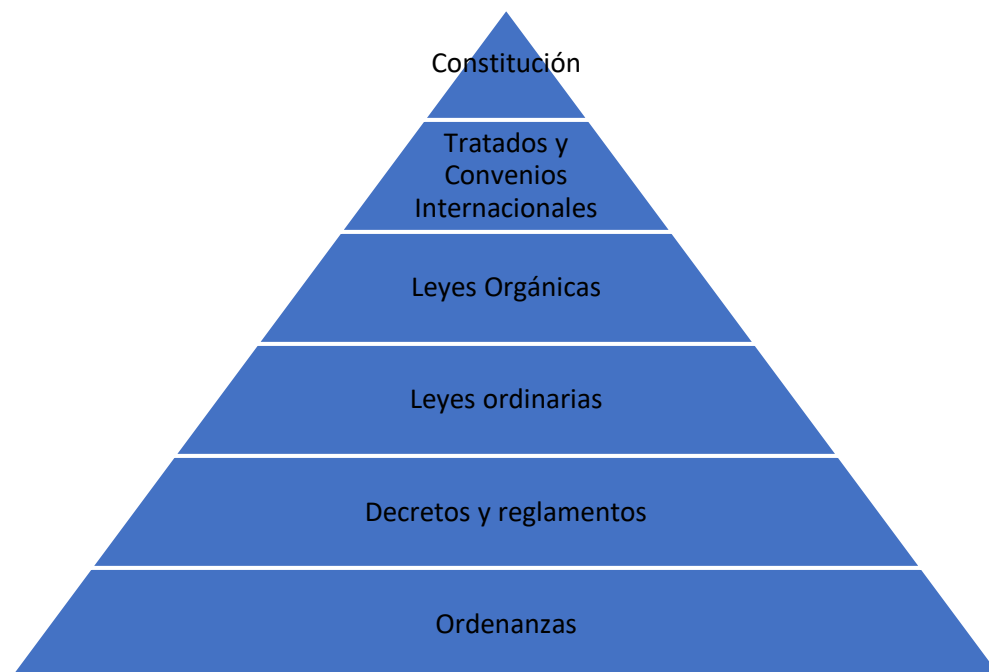 Constitución
Tratados y
Convenios
Internacionales
Leyes Orgánicas
Leyes ordinarias
Decretos y reglamentos
Ordenanzas